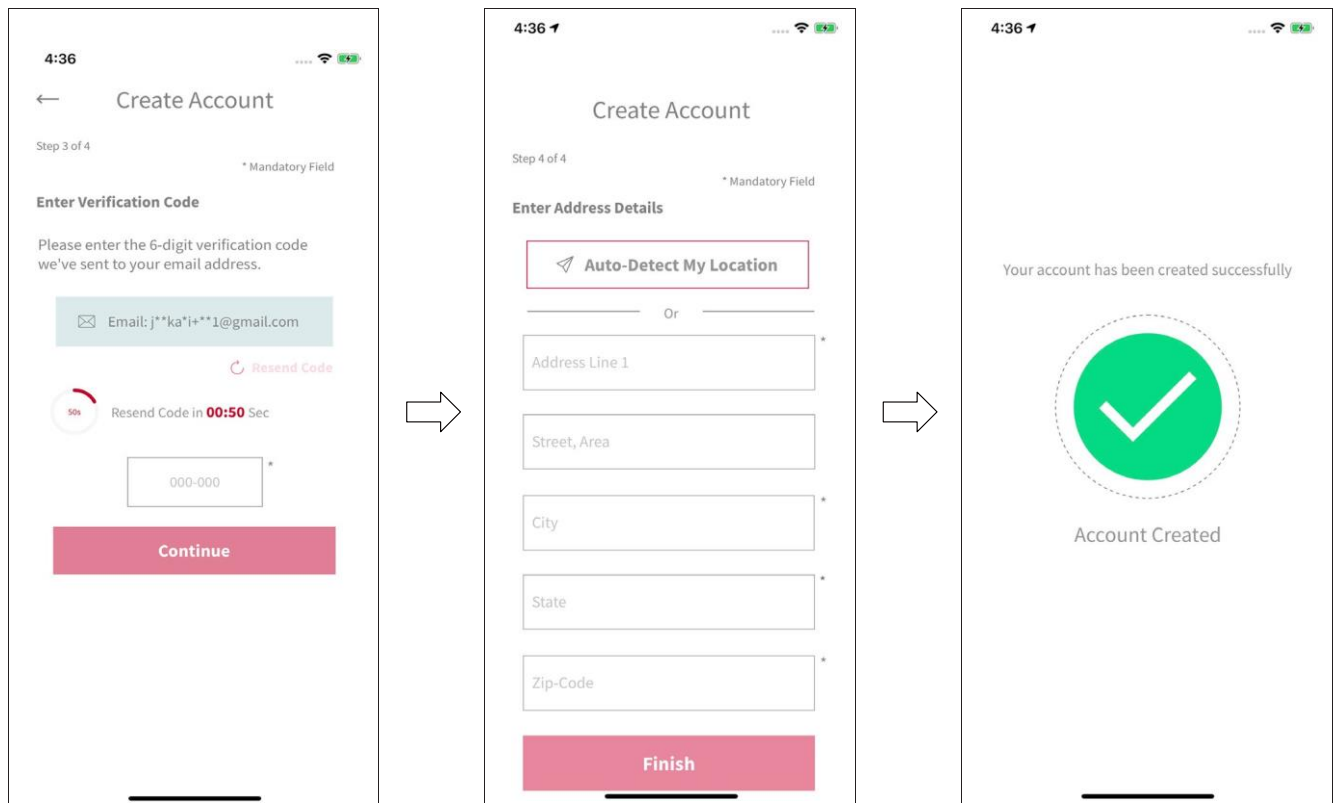 4:36
Create Account
Step 3 of 4
* Mandatory Field
Enter Verification Code
Please enter the 6-digit verification code
we've sent to your email address.
Email: j**ka*i+**1@gmail.com
Resend Code
50s
Resend Code in 00:50 Sec
000-000 *
Continue
4:36
Create Account
Step 4 of 4
* Mandatory Field
Enter Address Details
Auto-Detect My Location
Or
Address Line 1 *
Street, Area
City *
State *
Zip-Code *
Finish
4:36
Your account has been created successfully
Account Created